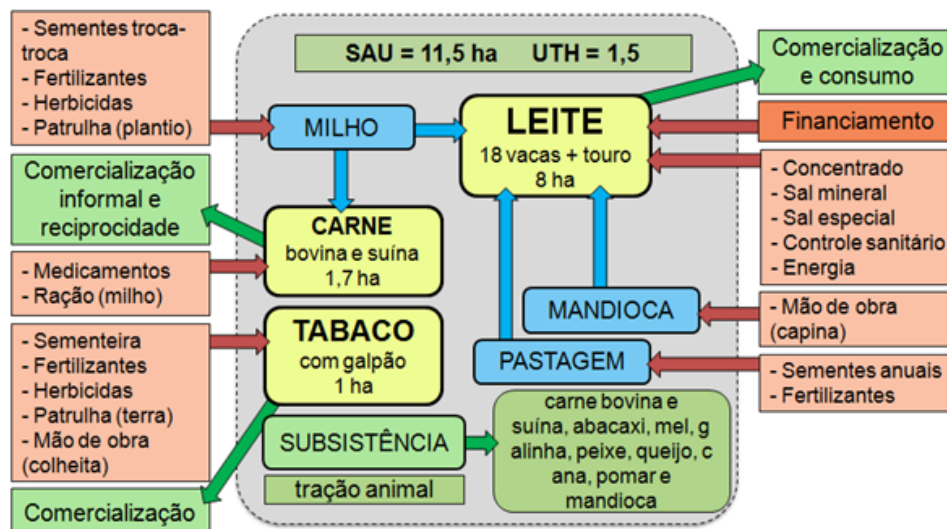 - Sementes troca-
troca
- Fertilizantes
- Herbicidas
- Patrulha (plantio)
Comercialização
informal e
reciprocidade
- Medicamentos
- Ração (milho)
- Sementeira
- Fertilizantes
- Herbicidas
- Patrulha (terra)
- Mão de obra
(colheita)
Comercialização
SAU = 11,5 ha UTH = 1,5
MILHO
LEITE
18 vacas + touro
8 ha
CARNE
bovina e suína
1,7 ha
MANDIOCA
TABACO
com galpão
1 ha
PASTAGEM
SUBSISTÊNCIA
carne bovina e
suína, abacaxi, mel, g
alinha, peixe, queijo, c
ana, pomar e
mandioca
tração animal
Comercialização
e consumo
Financiamento
- Concentrado
- Sal mineral
- Sal especial
- Controle sanitário
- Energia
- Mão de obra
(capina)
- Sementes anuais
- Fertilizantes